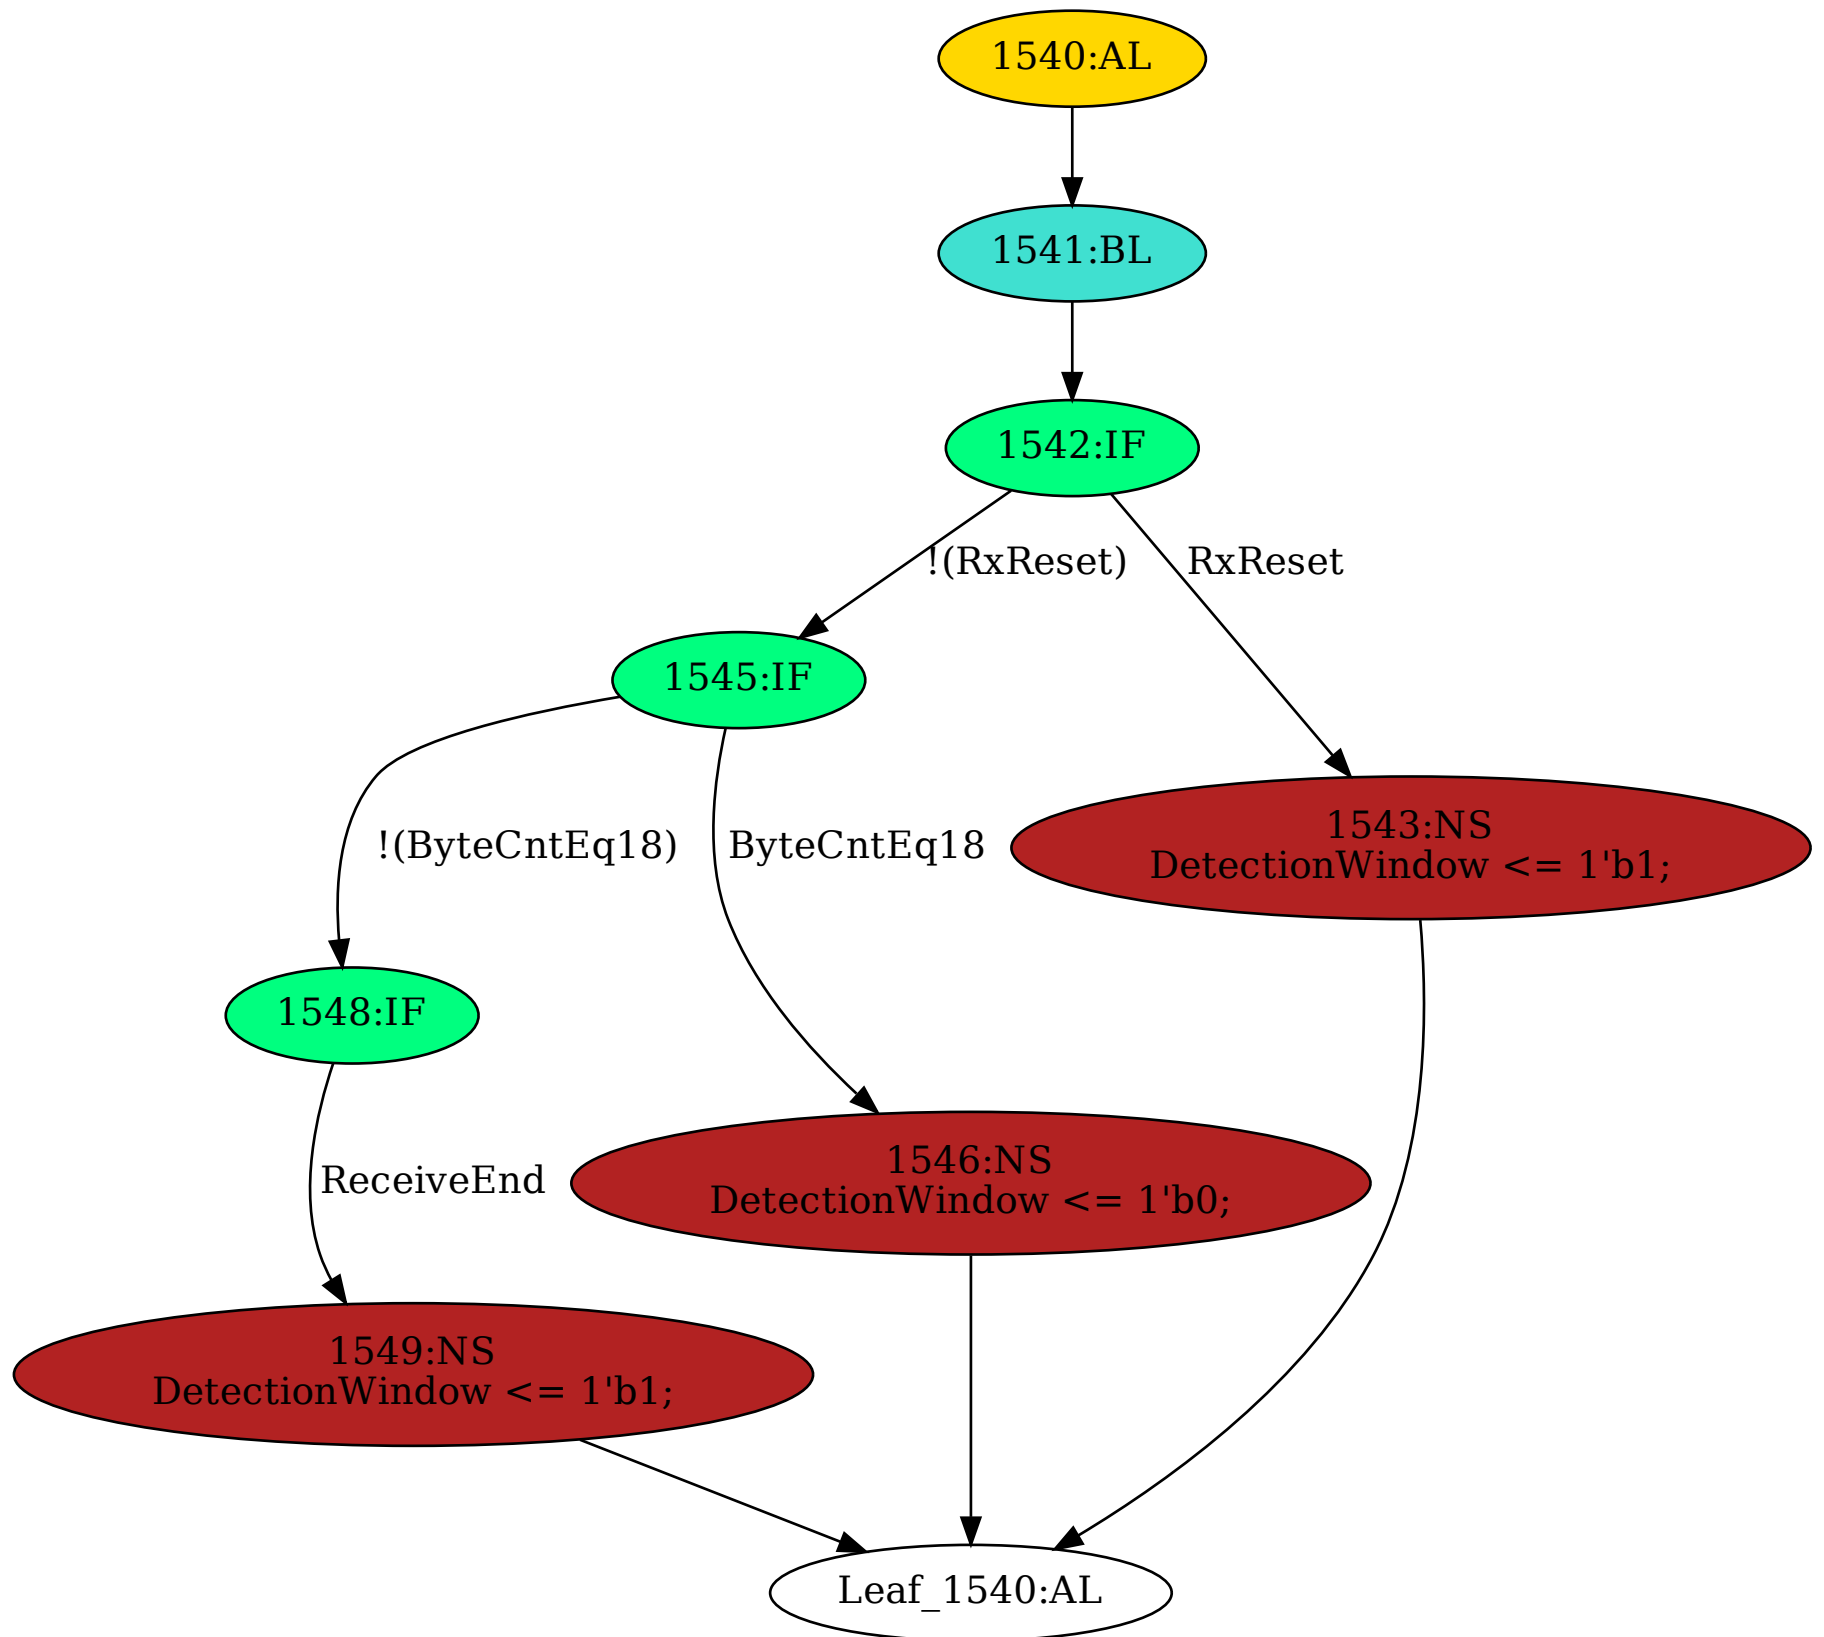 1540:AL
1541:BL
1542:IF
!(RxReset)
RxReset
1545:IF
!(ByteCntEq18)
ByteCntEq18
1543:NS
DetectionWindow <= 1'b1;
1548:IF
ReceiveEnd
1546:NS
DetectionWindow <= 1'b0;
1549:NS
DetectionWindow <= 1'b1;
Leaf_1540:AL